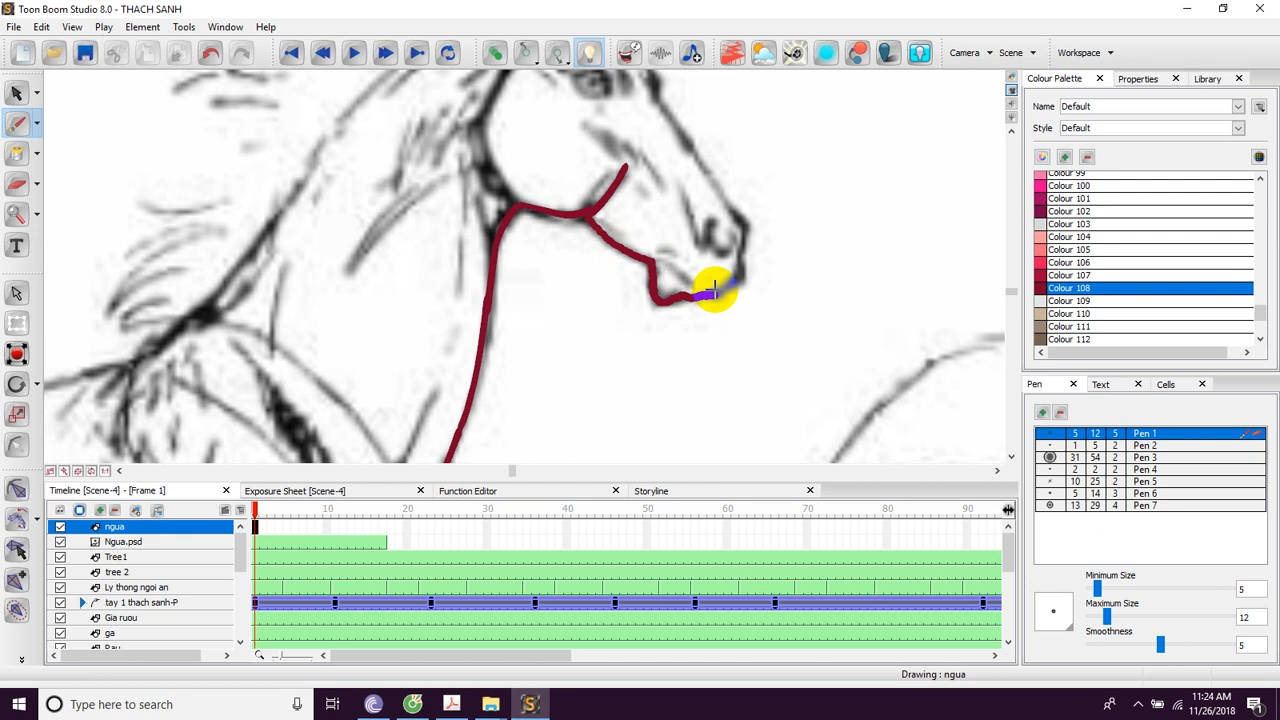 Toon Boom Studio 8.0 - THACH SANH
File Edit View Play Element Tools Window Help
Camera Scene Workspace
Colour Palette Properties Library
Name Default
Style Default
Colour 99
Colour 100
Colour 101
Colour 102
Colour 103
Colour 104
Colour 105
Colour 106
Colour 107
Colour 108
Colour 109
Colour 110
Colour 111
Colour 112
Pen Text Cells
5 12 5 Pen 1
1 5 2 Pen 2
31 54 2 Pen 3
2 2 2 Pen 4
10 25 2 Pen 5
5 14 3 Pen 6
13 29 4 Pen 7
Minimum Size
5
Maximum Size
12
Smoothness
5
Timeline [Scene-4] - [Frame 1] Exposure Sheet [Scene-4] Function Editor Storyline
10 20 30 40 50 60 70 80 90
ngua
Ngua.psd
Tree1
tree 2
Ly thong ngoi an
tay 1 thach sanh-P
Gia ruou
ga
Drawing : ngua
Type here to search
11:24 AM
11/26/2018